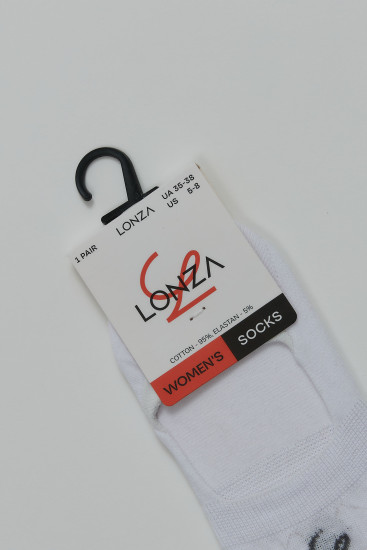 1 PAIR
LONZA
UA 36-38
US 5-8
LONZA
COTTON - 95%, ELASTAN - 5%
WOMEN'S
SOCKS